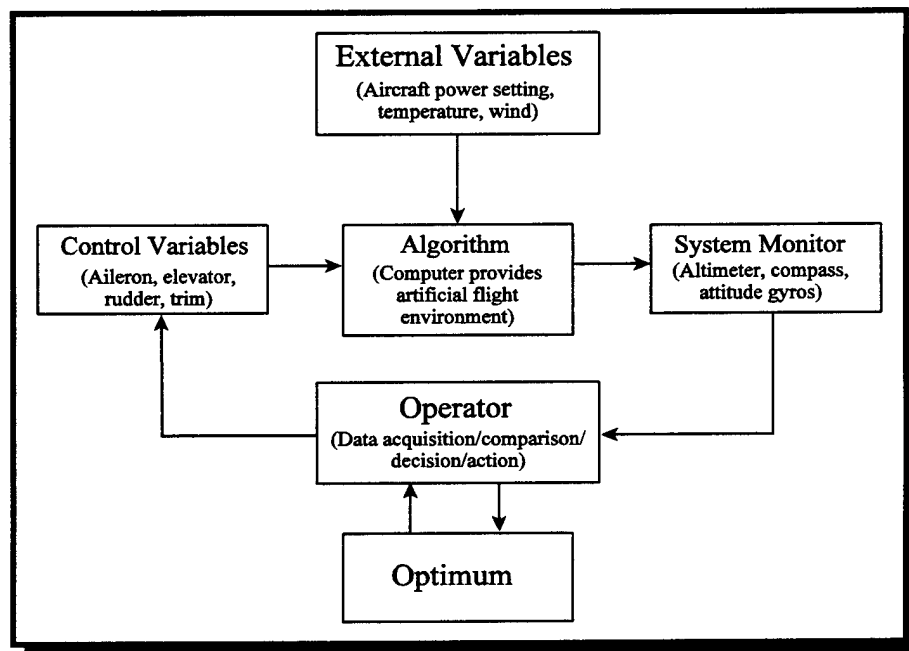 External Variables
(Aircraft power setting,
temperature, wind)
Control Variables
(Aileron, elevator,
rudder, trim)
Algorithm
(Computer provides
artificial flight
environment)
System Monitor
(Altimeter, compass,
attitude gyros)
Operator
(Data acquisition/comparison/
decision/action)
Optimum